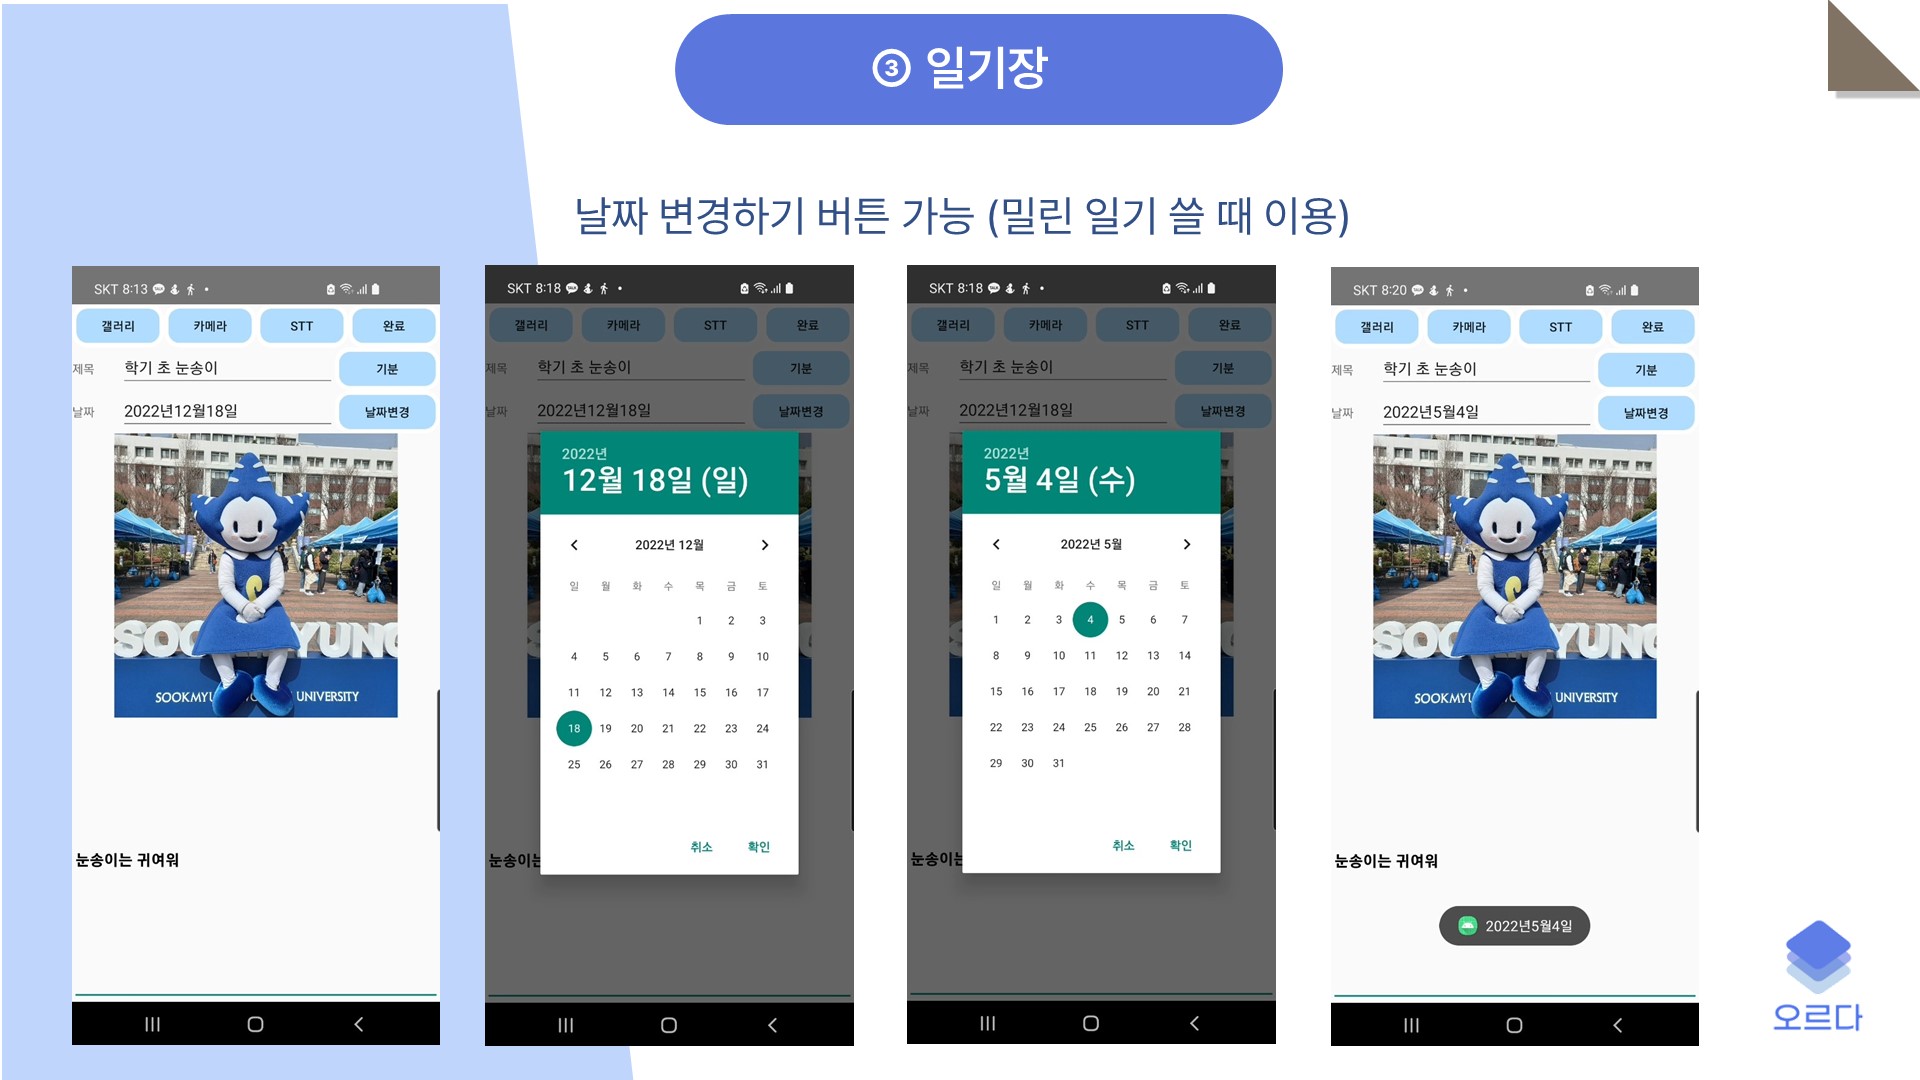 ③ 일기장
날짜 변경하기 버튼 가능 (밀린 일기 쓸 때 이용)
SKT 8:13
갤러리 카메라 STT 완료
제목 학기 초 눈송이 기분
날짜 2022년12월18일 날짜변경
SOO YUNG
SOOKMYU UNIVERSITY
눈송이는 귀여워
SKT 8:18
갤러리 카메라 STT 완료
제목 학기 초 눈송이 기분
날짜 2022년12월18일 날짜변경
2022년
12월 18일 (일)
2022년 12월
일 월 화 수 목 금 토
1 2 3
4 5 6 7 8 9 10
11 12 13 14 15 16 17
18 19 20 21 22 23 24
25 26 27 28 29 30 31
취소 확인
눈송이는
SKT 8:18
갤러리 카메라 STT 완료
제목 학기 초 눈송이 기분
날짜 2022년12월18일 날짜변경
2022년
5월 4일 (수)
2022년 5월
일 월 화 수 목 금 토
1 2 3 4 5 6 7
8 9 10 11 12 13 14
15 16 17 18 19 20 21
22 23 24 25 26 27 28
29 30 31
취소 확인
눈송이는
SKT 8:20
갤러리 카메라 STT 완료
제목 학기 초 눈송이 기분
날짜 2022년5월4일 날짜변경
SOO YUNG
SOOKMYU UNIVERSITY
눈송이는 귀여워
2022년5월4일
오르다